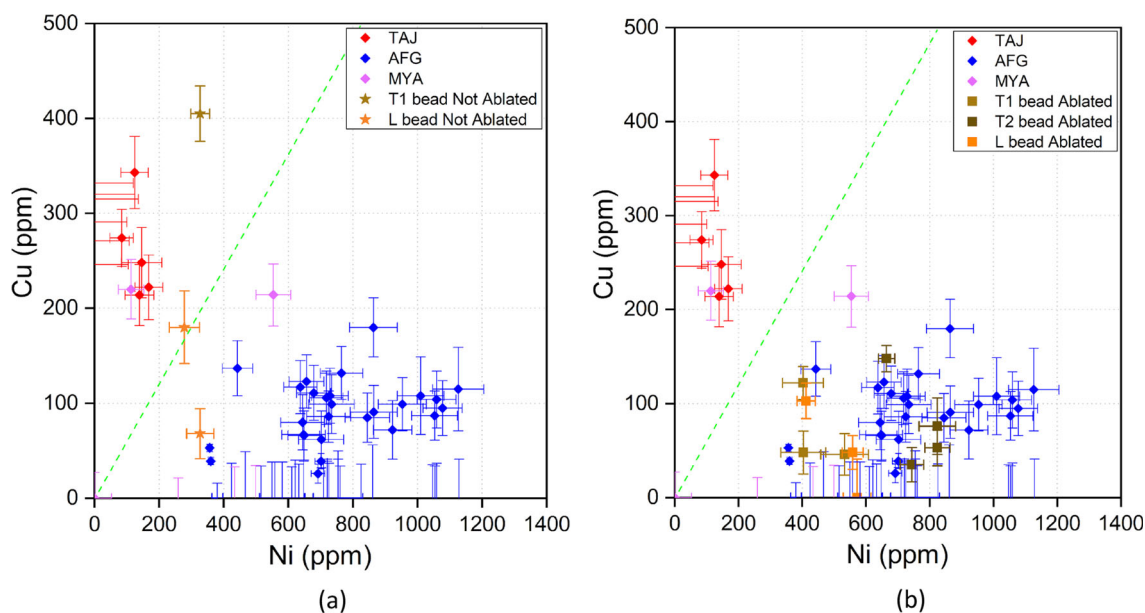 500
400
300
200
100
0
Cu (ppm)
0 200 400 600 800 1000 1200 1400
Ni (ppm)
TAJ
AFG
MYA
T1 bead Not Ablated
L bead Not Ablated
(a)
500
400
300
200
100
0
Cu (ppm)
0 200 400 600 800 1000 1200 1400
Ni (ppm)
TAJ
AFG
MYA
T1 bead Ablated
T2 bead Ablated
L bead Ablated
(b)